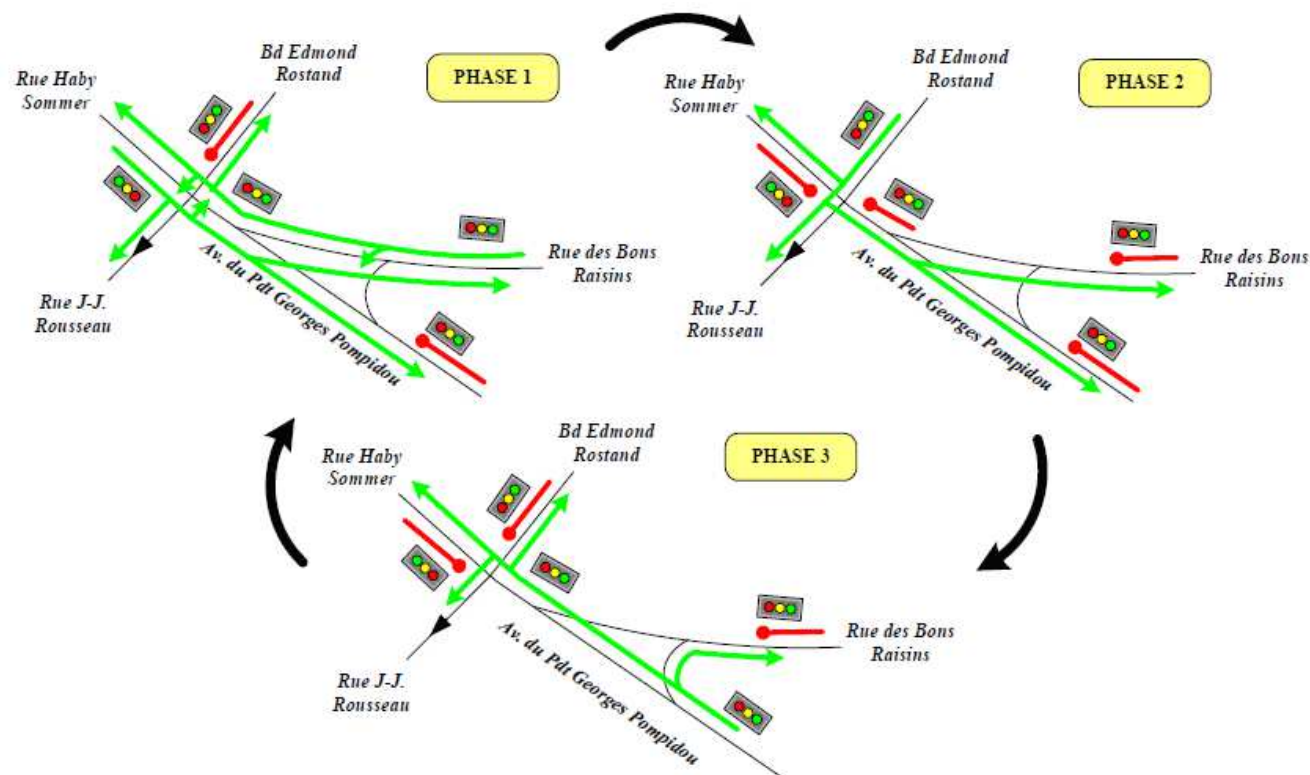 Bd Edmond
Rostand
Rue Haby
Sommer
PHASE 1
Rue des Bons
Raisins
Av. du Pdt Georges Pompidou
Rue J-J.
Rousseau
Bd Edmond
Rostand
Rue Haby
Sommer
PHASE 2
Rue des Bons
Raisins
Av. du Pdt Georges Pompidou
Rue J-J.
Rousseau
Bd Edmond
Rostand
Rue Haby
Sommer
PHASE 3
Rue des Bons
Raisins
Av. du Pdt Georges Pompidou
Rue J-J.
Rousseau